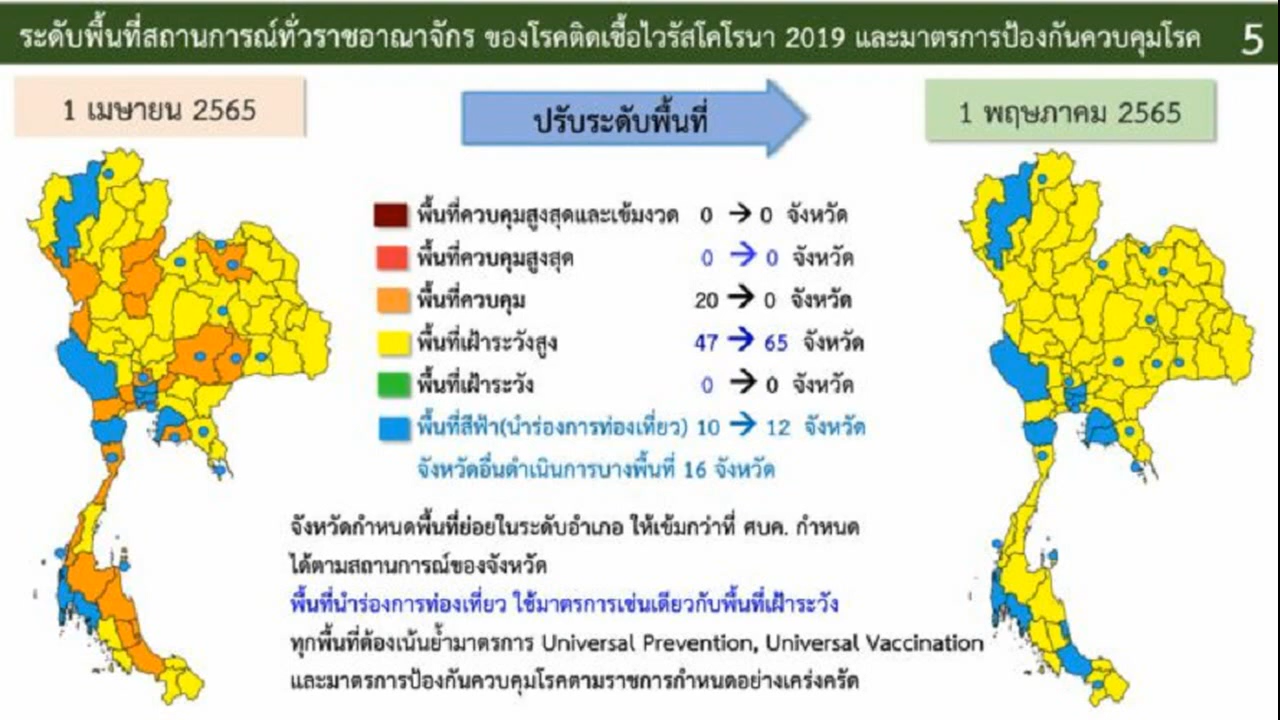 ระดับพื้นที่สถานการณ์ทั่วราชอาณาจักร ของโรคติดเชื้อไวรัสโคโรนา 2019 และมาตรการป้องกันควบคุมโรค 5
1 เมษายน 2565
ปรับระดับพื้นที่
1 พฤษภาคม 2565
พื้นที่ควบคุมสูงสุดและเข้มงวด 0 → 0 จังหวัด
พื้นที่ควบคุมสูงสุด 0 → 0 จังหวัด
พื้นที่ควบคุม 20 → 0 จังหวัด
พื้นที่เฝ้าระวังสูง 47 → 65 จังหวัด
พื้นที่เฝ้าระวัง 0 → 0 จังหวัด
พื้นที่สีฟ้า(นำร่องการท่องเที่ยว) 10 → 12 จังหวัด
จังหวัดอื่นดำเนินการบางพื้นที่ 16 จังหวัด
จังหวัดกำหนดพื้นที่ย่อยในระดับอำเภอ ให้เข้มกว่าที่ ศบค. กำหนด
ได้ตามสถานการณ์ของจังหวัด
พื้นที่นำร่องการท่องเที่ยว ใช้มาตรการเช่นเดียวกับพื้นที่เฝ้าระวัง
ทุกพื้นที่ต้องเน้นย้ำมาตรการ Universal Prevention, Universal Vaccination
และมาตรการป้องกันควบคุมโรคตามราชการกำหนดอย่างเคร่งครัด